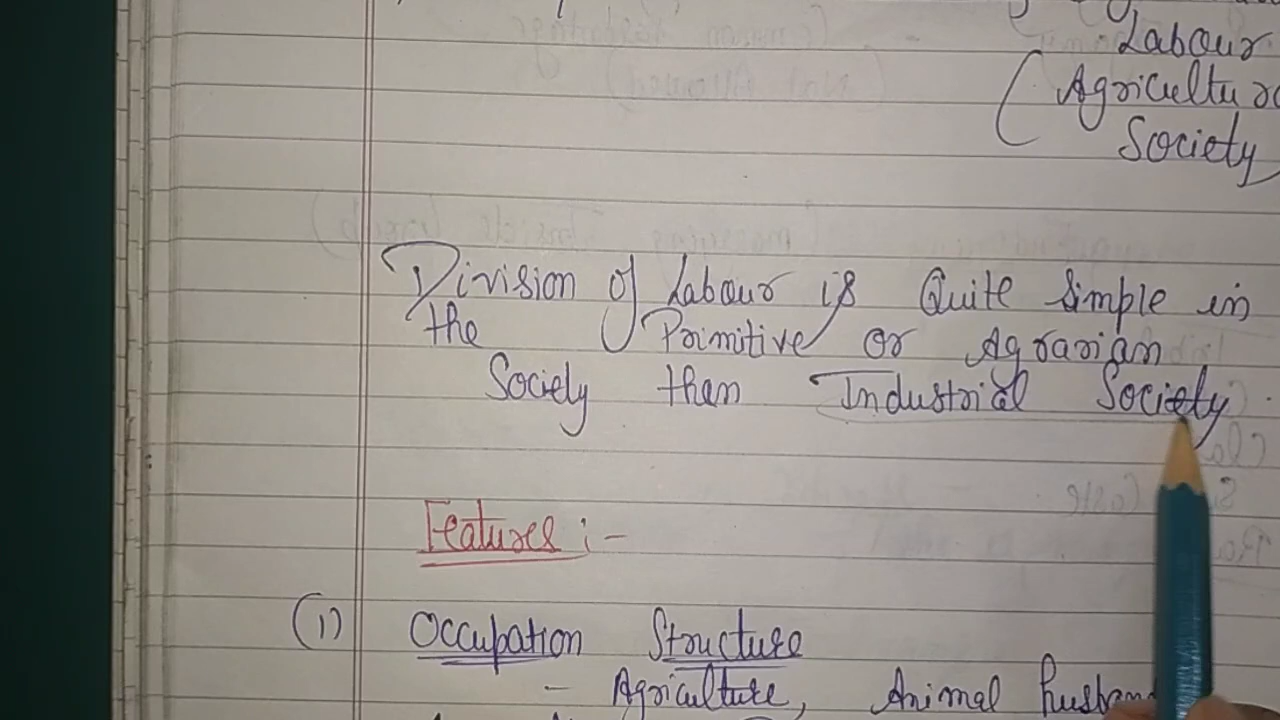 Labour
(Agriculture
Society
Division of Labour is Quite Simple in
the Primitive or Agrarian
Society than Industrial Society.
Features :-
(1) Occupation Structure
- Agriculture, Animal husband